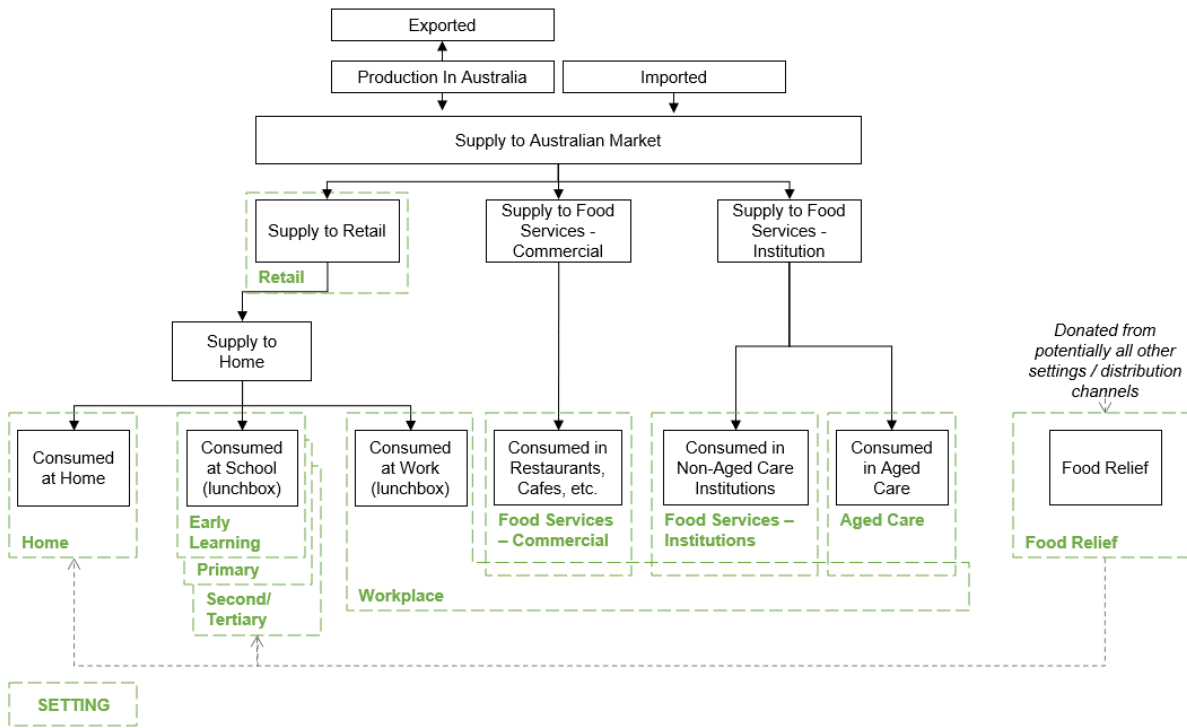 Exported
Production In Australia
Imported
Supply to Australian Market
Supply to Retail
Retail
Supply to Food
Services -
Commercial
Supply to Food
Services -
Institution
Supply to
Home
Donated from
potentially all other
settings / distribution
channels
Consumed
at Home
Home
Consumed
at School
(lunchbox)
Early
Learning
Primary
Second/
Tertiary
Consumed
at Work
(lunchbox)
Workplace
Consumed in
Restaurants,
Cafes, etc.
Food Services
– Commercial
Consumed in
Non-Aged Care
Institutions
Food Services –
Institutions
Consumed
in Aged
Care
Aged Care
Food Relief
Food Relief
SETTING